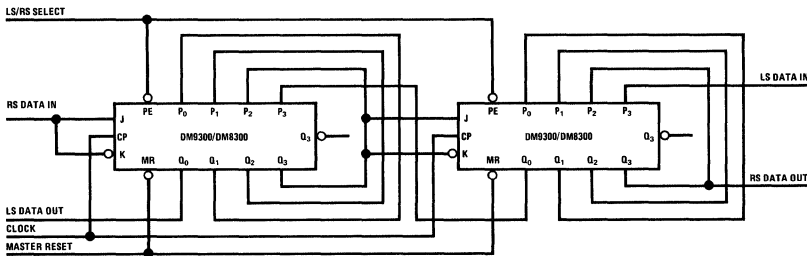 LS/RS SELECT
LS DATA IN
PE P0 P1 P2 P3
PE P0 P1 P2 P3
RS DATA IN
J
CP
K
DM9300/DM8300
Q3
MR Q0 Q1 Q2 Q3
J
CP
K
DM9300/DM8300
Q3
MR Q0 Q1 Q2 Q3
RS DATA OUT
LS DATA OUT
CLOCK
MASTER RESET